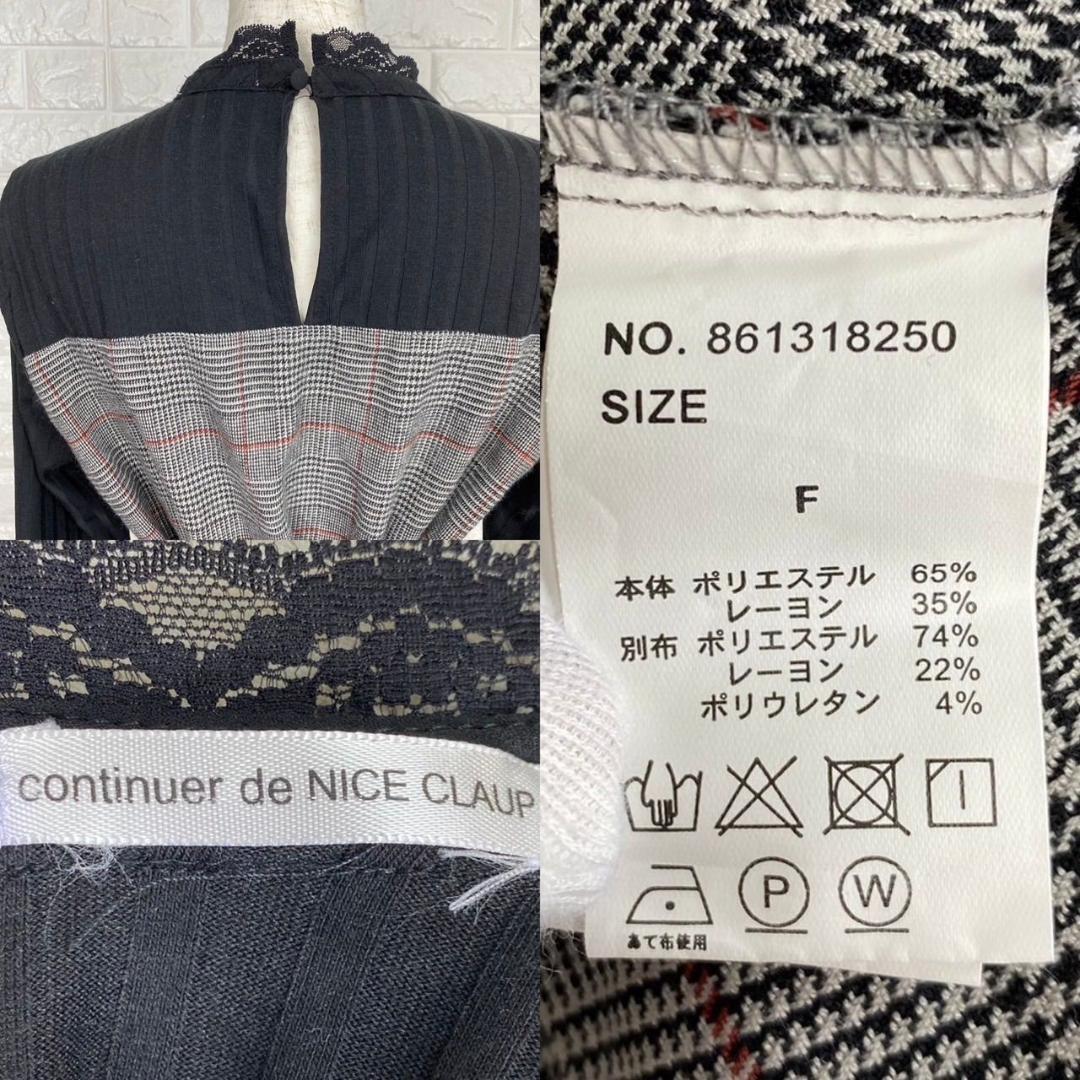 NO. 861318250
SIZE
F
本体 ポリエステル 65%
レーヨン 35%
別布 ポリエステル 74%
レーヨン 22%
ポリウレタン 4%
あて布使用
P
W
continuer de NICE CLAUP